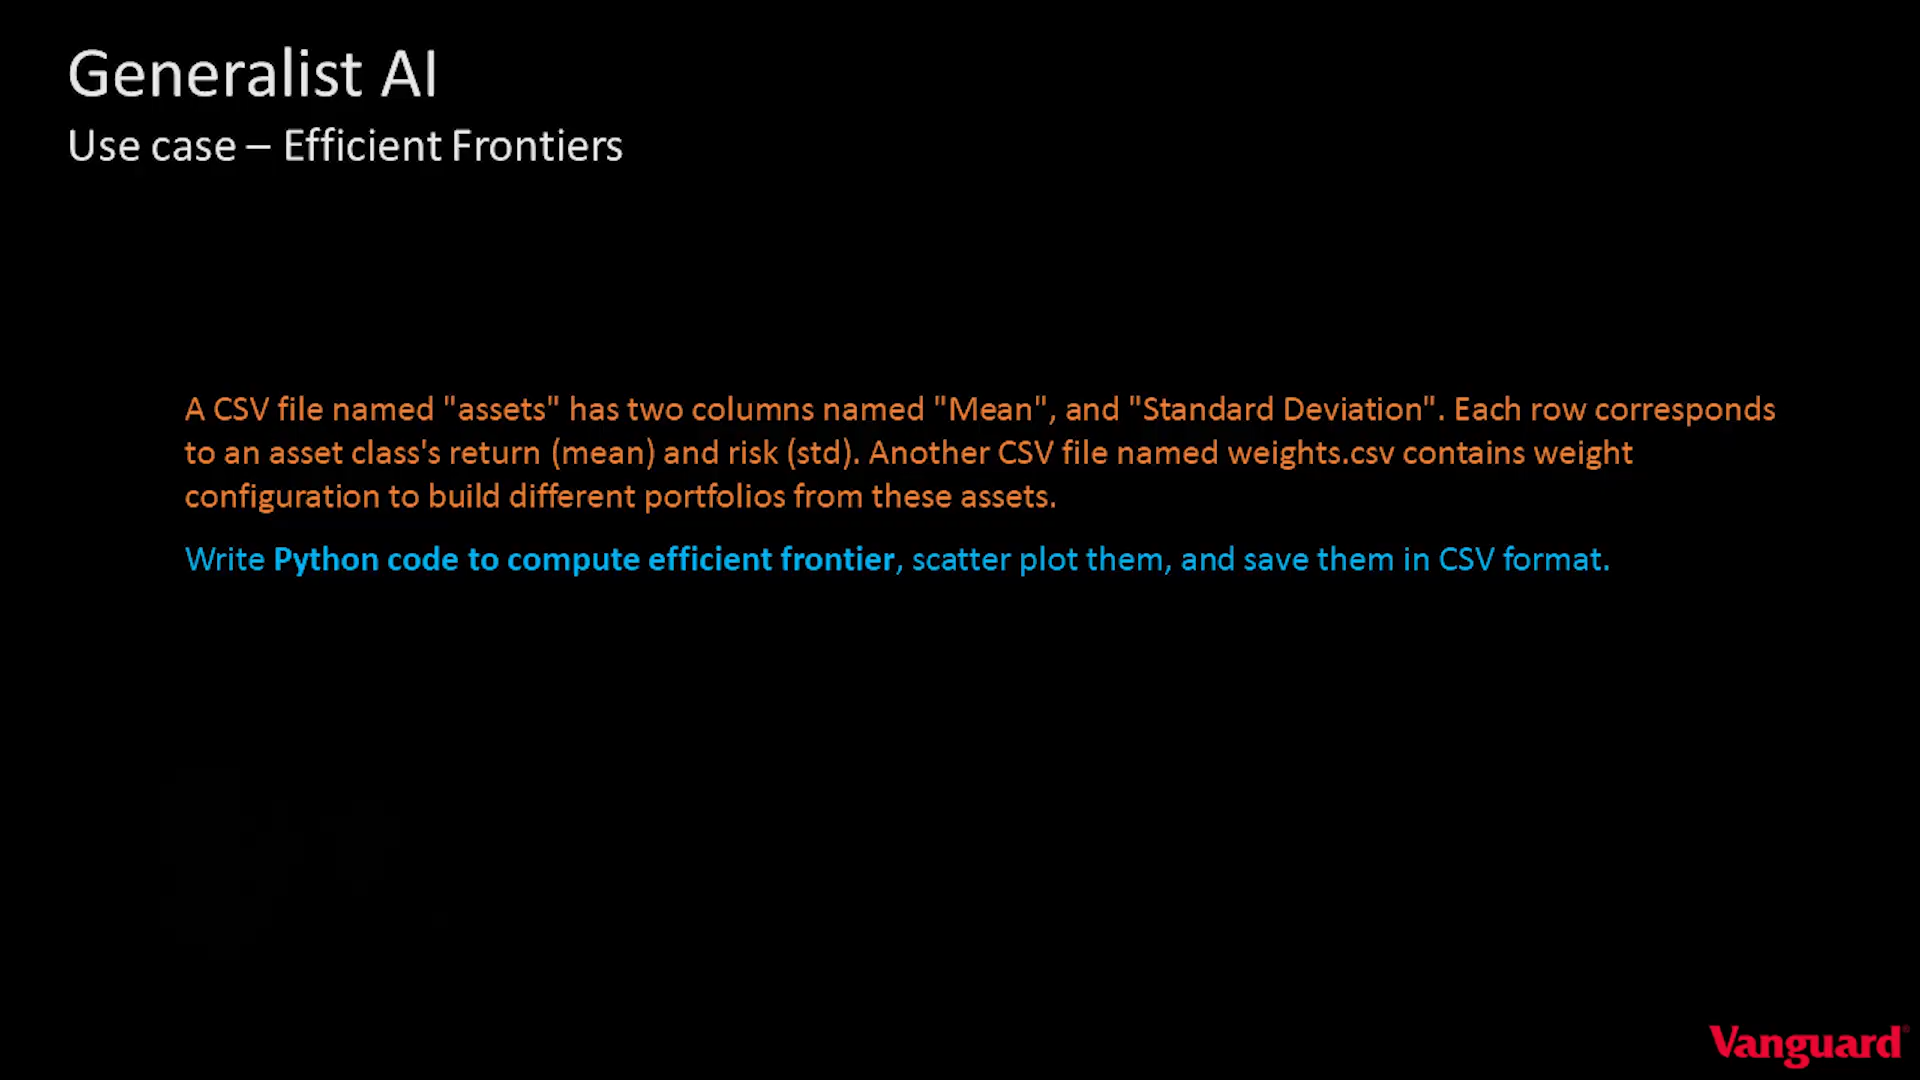 Generalist AI
Use case – Efficient Frontiers
A CSV file named "assets" has two columns named "Mean", and "Standard Deviation". Each row corresponds
to an asset class's return (mean) and risk (std). Another CSV file named weights.csv contains weight
configuration to build different portfolios from these assets.
Write Python code to compute efficient frontier, scatter plot them, and save them in CSV format.
Vanguard®